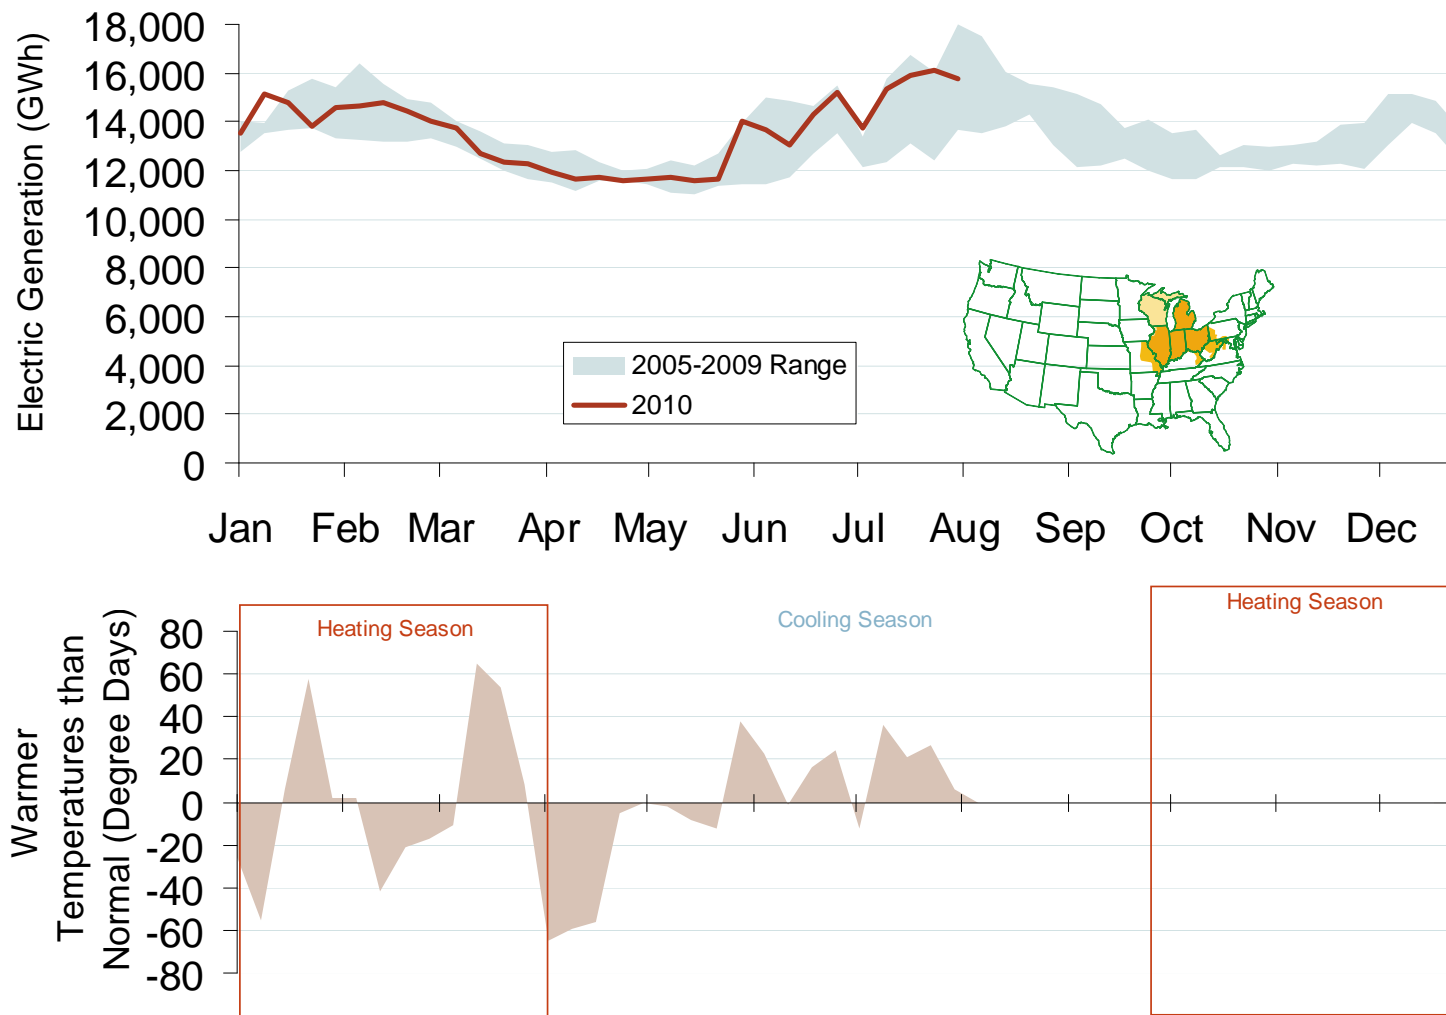 Electric Generation (GWh)
18,000
16,000
14,000
12,000
10,000
8,000
6,000
4,000
2,000
0
2005-2009 Range
2010
Jan Feb Mar Apr May Jun Jul Aug Sep Oct Nov Dec
Warmer
Temperatures than
Normal (Degree Days)
80
60
40
20
0
-20
-40
-60
-80
Heating Season
Cooling Season
Heating Season